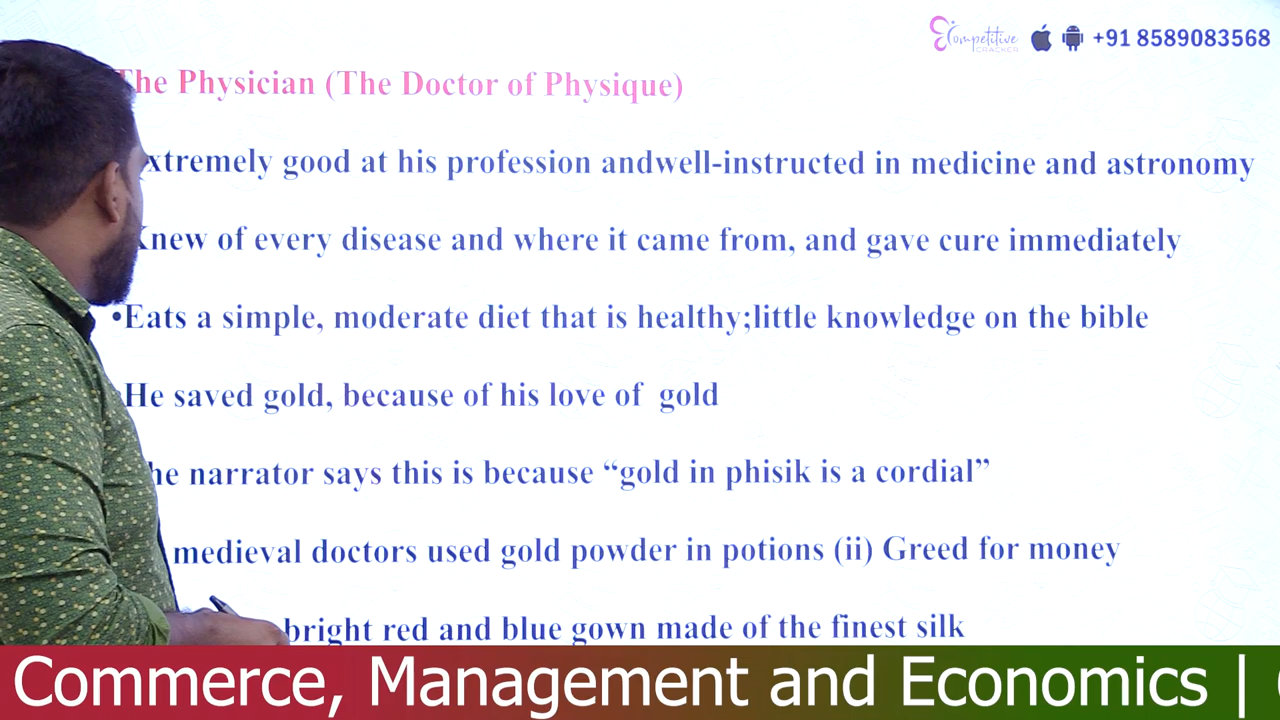 Competitive
CRACKER
+91 8589083568
The Physician (The Doctor of Physique)
xtremely good at his profession andwell-instructed in medicine and astronomy
Knew of every disease and where it came from, and gave cure immediately
•Eats a simple, moderate diet that is healthy;little knowledge on the bible
He saved gold, because of his love of gold
he narrator says this is because “gold in phisik is a cordial”
medieval doctors used gold powder in potions (ii) Greed for money
bright red and blue gown made of the finest silk
Commerce, Management and Economics |